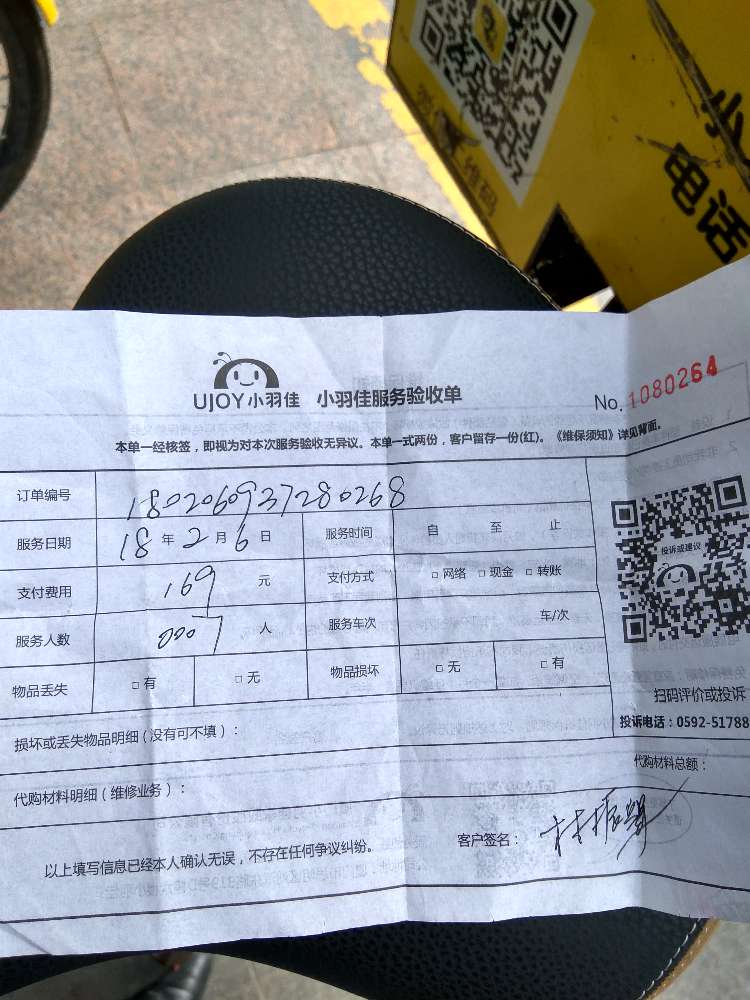 小
电话
UJOY小羽佳 小羽佳服务验收单 No. 1080264
本单一经核签，即视为对本次服务验收无异议。本单一式两份，客户留存一份(红)。《维保须知》详见背面。
订单编号 1802060937280268
服务日期 18 年 2 月 6 日 服务时间 自 至 止
支付费用 169 元 支付方式 □网络 □现金 □转账
投诉或建议
服务人数 0007 人 服务车次 车/次
物品丢失 □有 □无 物品损坏 □无 □有
扫码评价或投诉
投诉电话：0592-51788
损坏或丢失物品明细（没有可不填）：
代购材料明细（维修业务）： 代购材料总额：
以上填写信息已经本人确认无误，不存在任何争议纠纷。 客户签名：